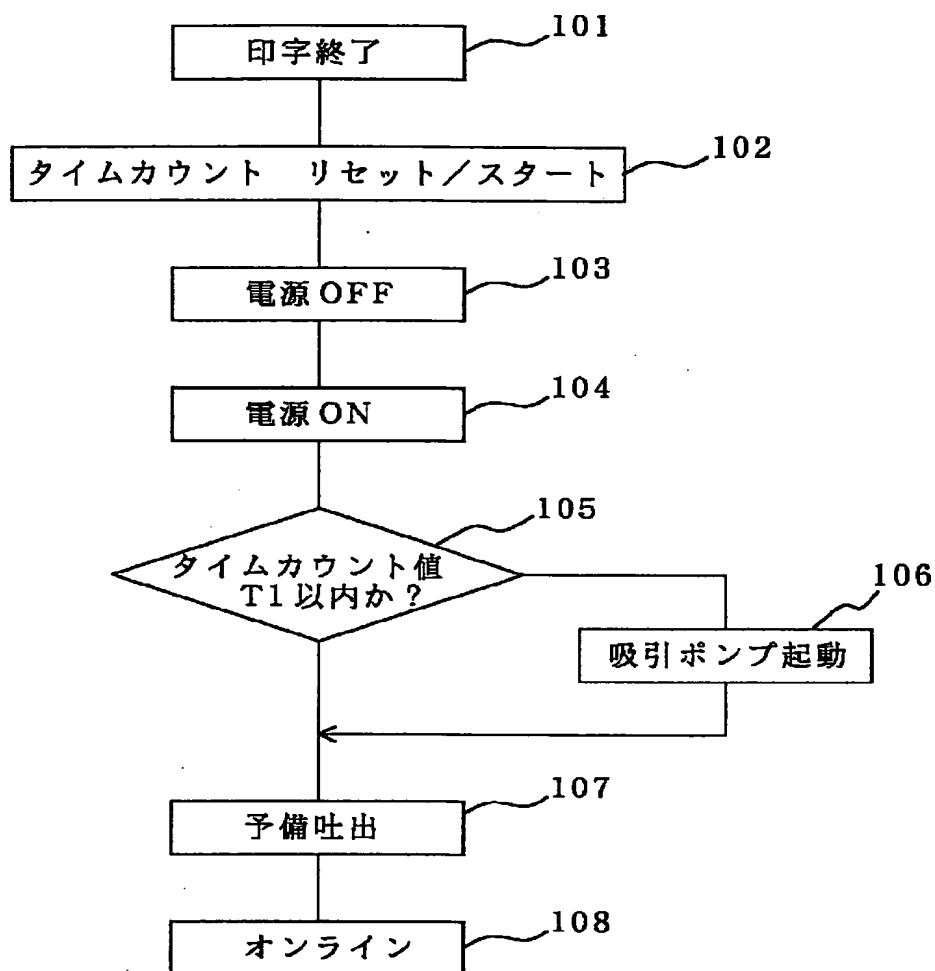 101
印字終了
102
タイムカウント リセット／スタート
103
電源OFF
104
電源ON
105
タイムカウント値
T1以内か？
106
吸引ポンプ起動
107
予備吐出
108
オンライン